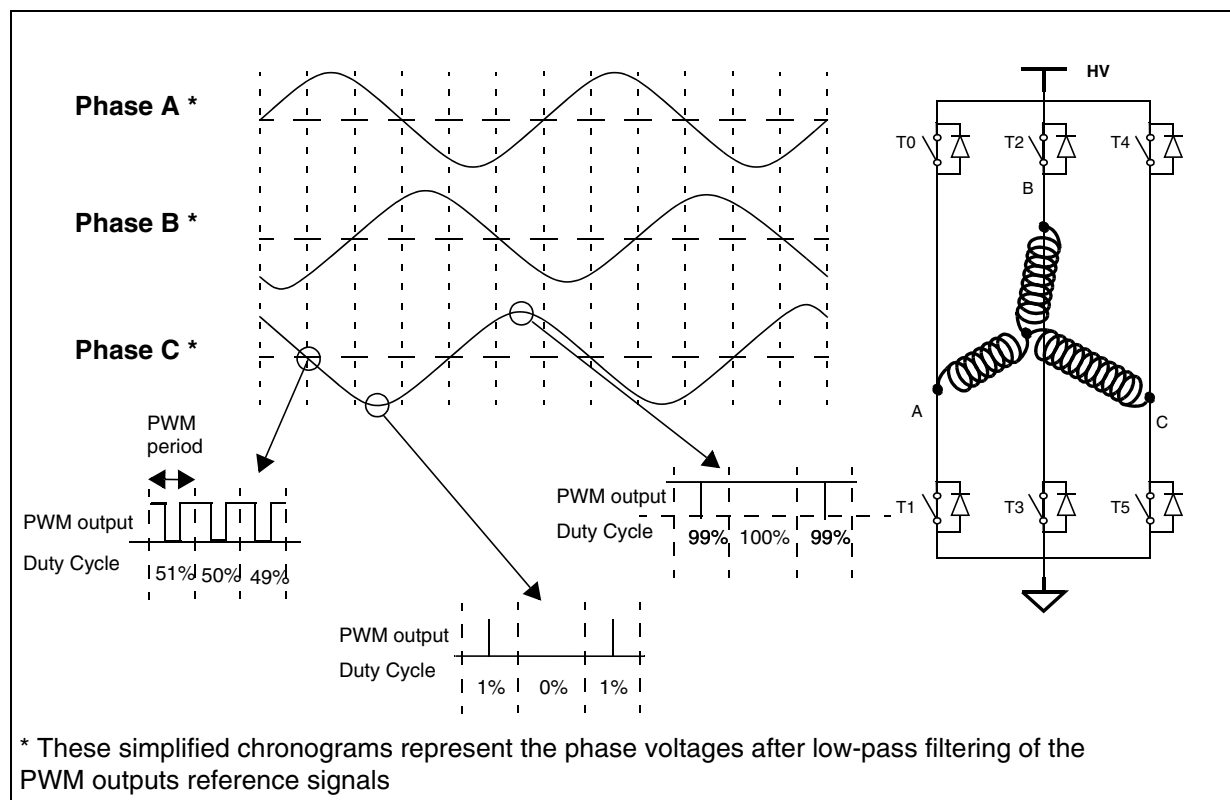 Phase A *
Phase B *
Phase C *
HV
T0
T2
T4
B
A
C
T1
T3
T5
PWM
period
PWM output
Duty Cycle
51% 50% 49%
PWM output
Duty Cycle
99% 100% 99%
PWM output
Duty Cycle
1% 0% 1%
* These simplified chronograms represent the phase voltages after low-pass filtering of the
PWM outputs reference signals